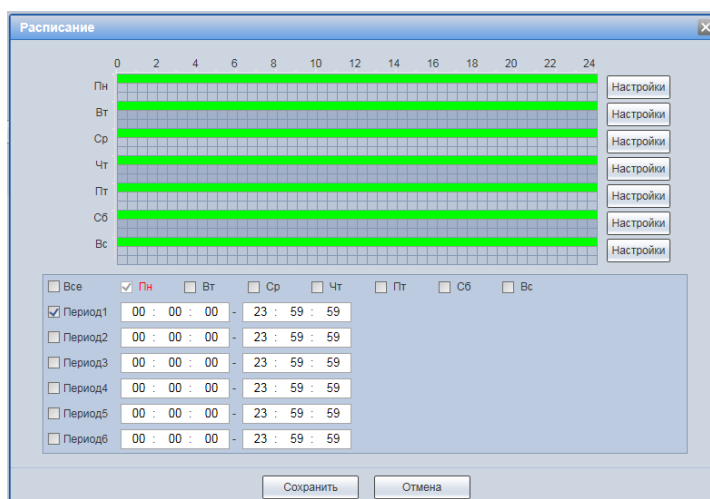 Расписание
0 2 4 6 8 10 12 14 16 18 20 22 24
Пн Настройки
Вт Настройки
Ср Настройки
Чт Настройки
Пт Настройки
Сб Настройки
Вс Настройки
Все Пн Вт Ср Чт Пт Сб Вс
Период1 00 : 00 : 00 - 23 : 59 : 59
Период2 00 : 00 : 00 - 23 : 59 : 59
Период3 00 : 00 : 00 - 23 : 59 : 59
Период4 00 : 00 : 00 - 23 : 59 : 59
Период5 00 : 00 : 00 - 23 : 59 : 59
Период6 00 : 00 : 00 - 23 : 59 : 59
Сохранить Отмена